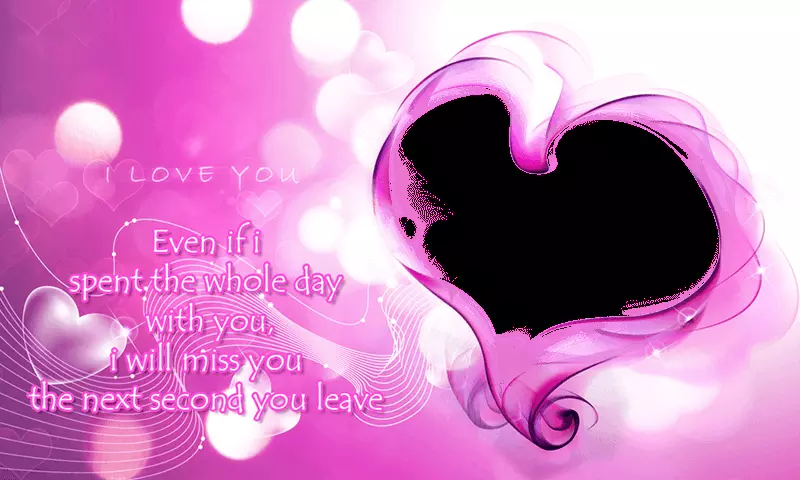 I LOVE YOU
Even if i
spent the whole day
with you,
i will miss you
the next second you leave